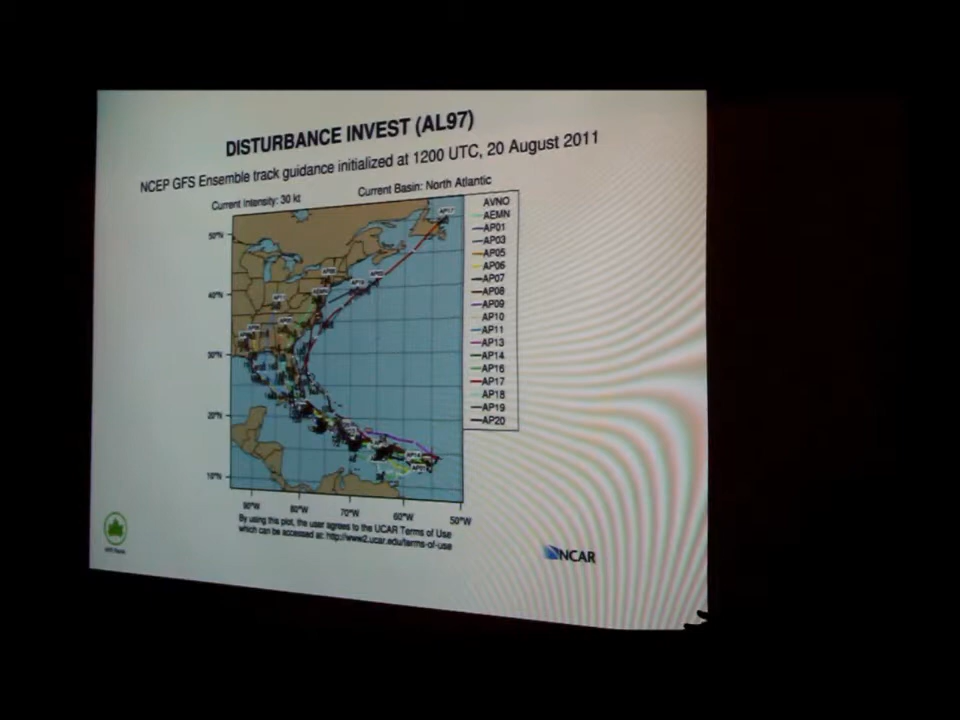 DISTURBANCE INVEST (AL97)
NCEP GFS Ensemble track guidance initialized at 1200 UTC, 20 August 2011
Current Intensity: 30 kt
Current Basin: North Atlantic
AVNO
AEMN
AP01
AP03
AP05
AP06
AP07
AP08
AP09
AP10
AP11
AP13
AP14
AP16
AP17
AP18
AP19
AP20
AP17
50°N
40°N
30°N
20°N
10°N
90°W
80°W
70°W
60°W
50°W
By using this plot, the user agrees to the UCAR Terms of Use
which can be accessed at: http://www2.ucar.edu/terms-of-use
NCAR